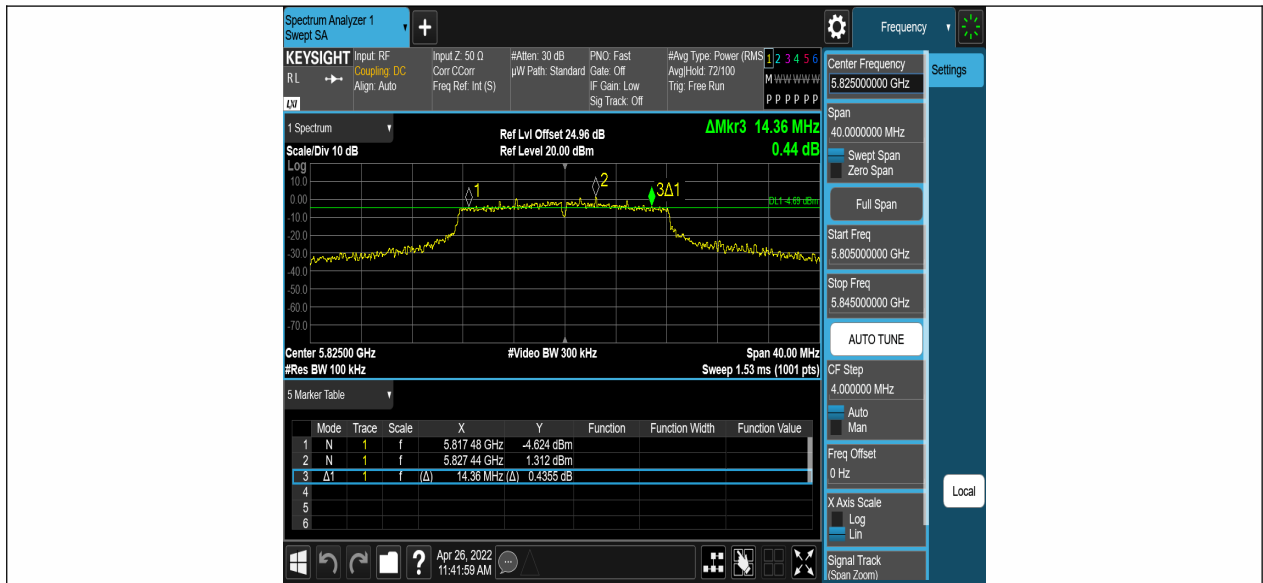 Spectrum Analyzer 1
Swept SA
+
Frequency
KEYSIGHT
RL
LXI
Input: RF
Coupling: DC
Align: Auto
Input Z: 50 Ω
Corr CCorr
Freq Ref: Int (S)
#Atten: 30 dB
µW Path: Standard
PNO: Fast
Gate: Off
IF Gain: Low
Sig Track: Off
#Avg Type: Power (RMS
Avg|Hold: 72/100
Trig: Free Run
1 2 3 4 5 6
M W W W W W
P P P P P P
1 Spectrum
Scale/Div 10 dB
Ref Lvl Offset 24.96 dB
Ref Level 20.00 dBm
ΔMkr3 14.36 MHz
0.44 dB
Log
10.0
0.00
-10.0
-20.0
-30.0
-40.0
-50.0
-60.0
-70.0
1
2
3Δ1
DL1 -4.69 dBm
Center 5.82500 GHz
#Video BW 300 kHz
Span 40.00 MHz
#Res BW 100 kHz
Sweep 1.53 ms (1001 pts)
5 Marker Table
Mode Trace Scale X Y Function Function Width Function Value
1 N 1 f 5.817 48 GHz -4.624 dBm
2 N 1 f 5.827 44 GHz 1.312 dBm
3 Δ1 1 f (Δ) 14.36 MHz (Δ) 0.4355 dB
4
5
6
?
Apr 26, 2022
11:41:59 AM
Center Frequency
5.825000000 GHz
Span
40.0000000 MHz
Swept Span
Zero Span
Full Span
Start Freq
5.805000000 GHz
Stop Freq
5.845000000 GHz
AUTO TUNE
CF Step
4.000000 MHz
Auto
Man
Freq Offset
0 Hz
X Axis Scale
Log
Lin
Signal Track
(Span Zoom)
Settings
Local